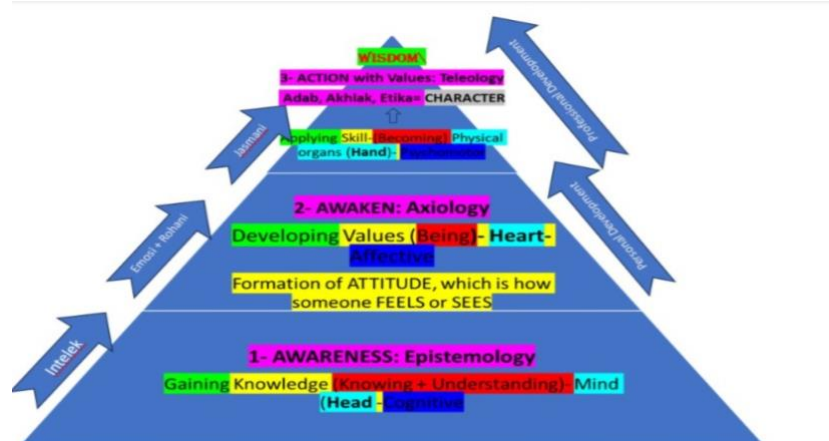 WISDOM\
3- ACTION with Values: Teleology
Adab, Akhlak, Etika= CHARACTER
Applying Skill-(Becoming) Physical
organs (Hand)- Psychomotor
2- AWAKEN: Axiology
Developing Values (Being)- Heart-
Affective
Formation of ATTITUDE, which is how
someone FEELS or SEES
1- AWARENESS: Epistemology
Gaining Knowledge (Knowing + Understanding)- Mind
(Head -Cognitive
Jasmani
Emosi + Rohani
Intelek
Professional Development
Personal Development